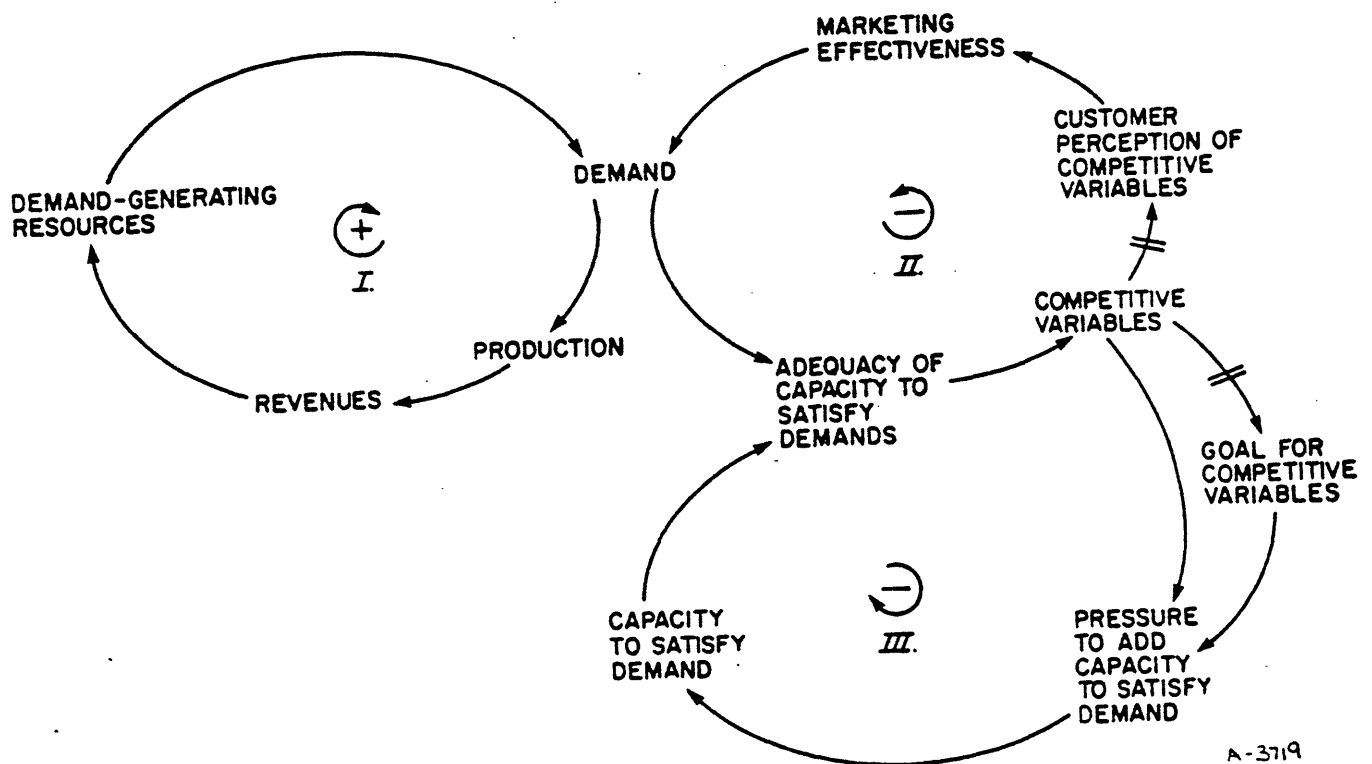 MARKETING
EFFECTIVENESS
CUSTOMER
PERCEPTION OF
COMPETITIVE
VARIABLES
DEMAND
DEMAND-GENERATING
RESOURCES
+
I.
−
II.
COMPETITIVE
VARIABLES
PRODUCTION
ADEQUACY OF
CAPACITY TO
SATISFY
DEMANDS
REVENUES
GOAL FOR
COMPETITIVE
VARIABLES
−
III.
CAPACITY
TO SATISFY
DEMAND
PRESSURE
TO ADD
CAPACITY
TO SATISFY
DEMAND
A-3719